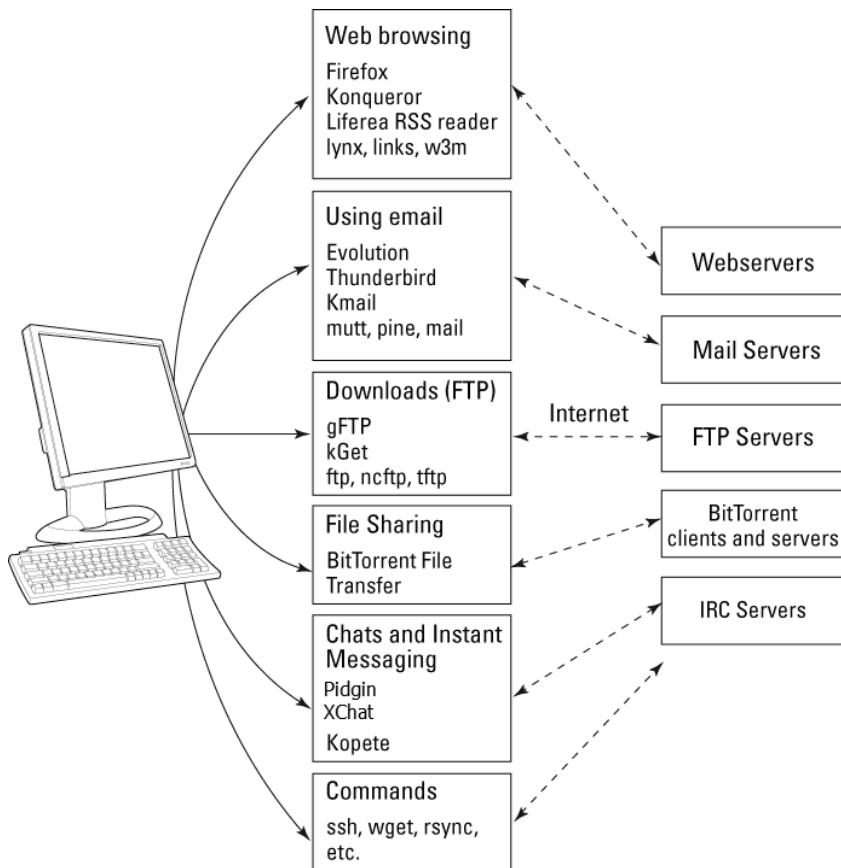 Web browsing
Firefox
Konqueror
Liferea RSS reader
lynx, links, w3m
Using email
Evolution
Thunderbird
Kmail
mutt, pine, mail
Downloads (FTP)
gFTP
kGet
ftp, ncftp, tftp
File Sharing
BitTorrent File
Transfer
Chats and Instant
Messaging
Pidgin
XChat
Kopete
Commands
ssh, wget, rsync,
etc.
Internet
Webservers
Mail Servers
FTP Servers
BitTorrent
clients and servers
IRC Servers